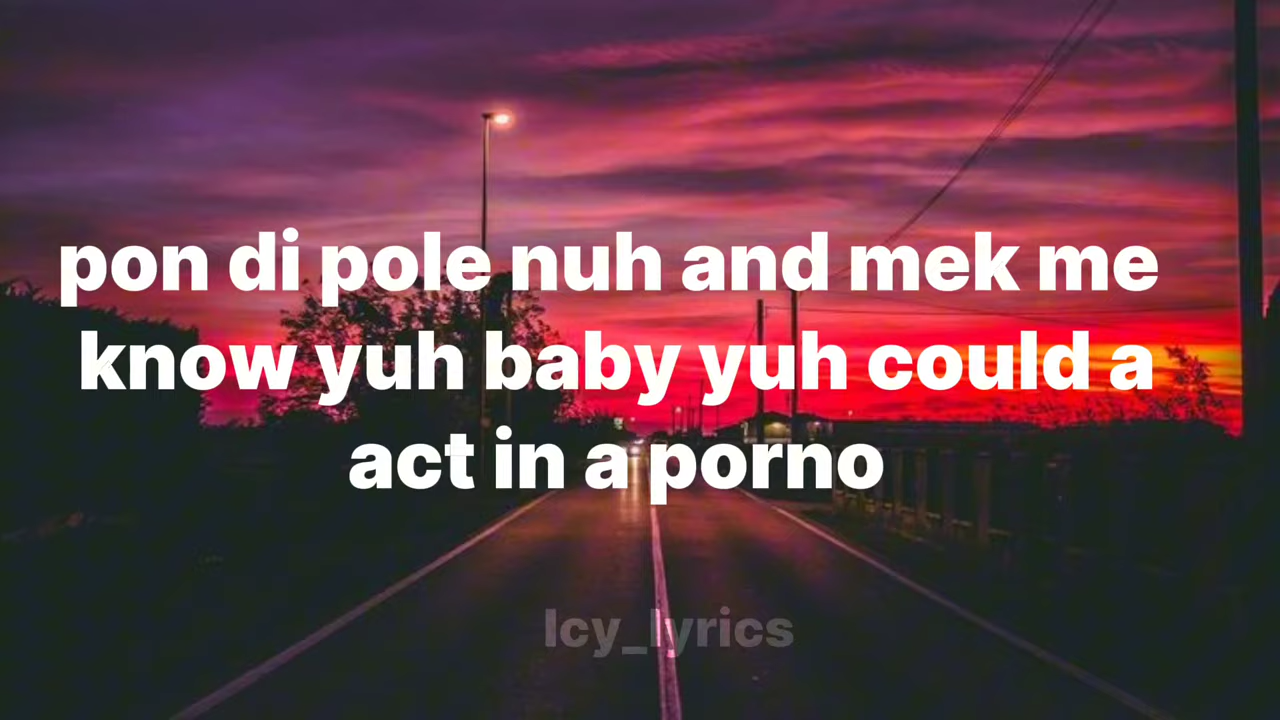 pon di pole nuh and mek me
know yuh baby yuh could a
act in a porno
Icy_lyrics